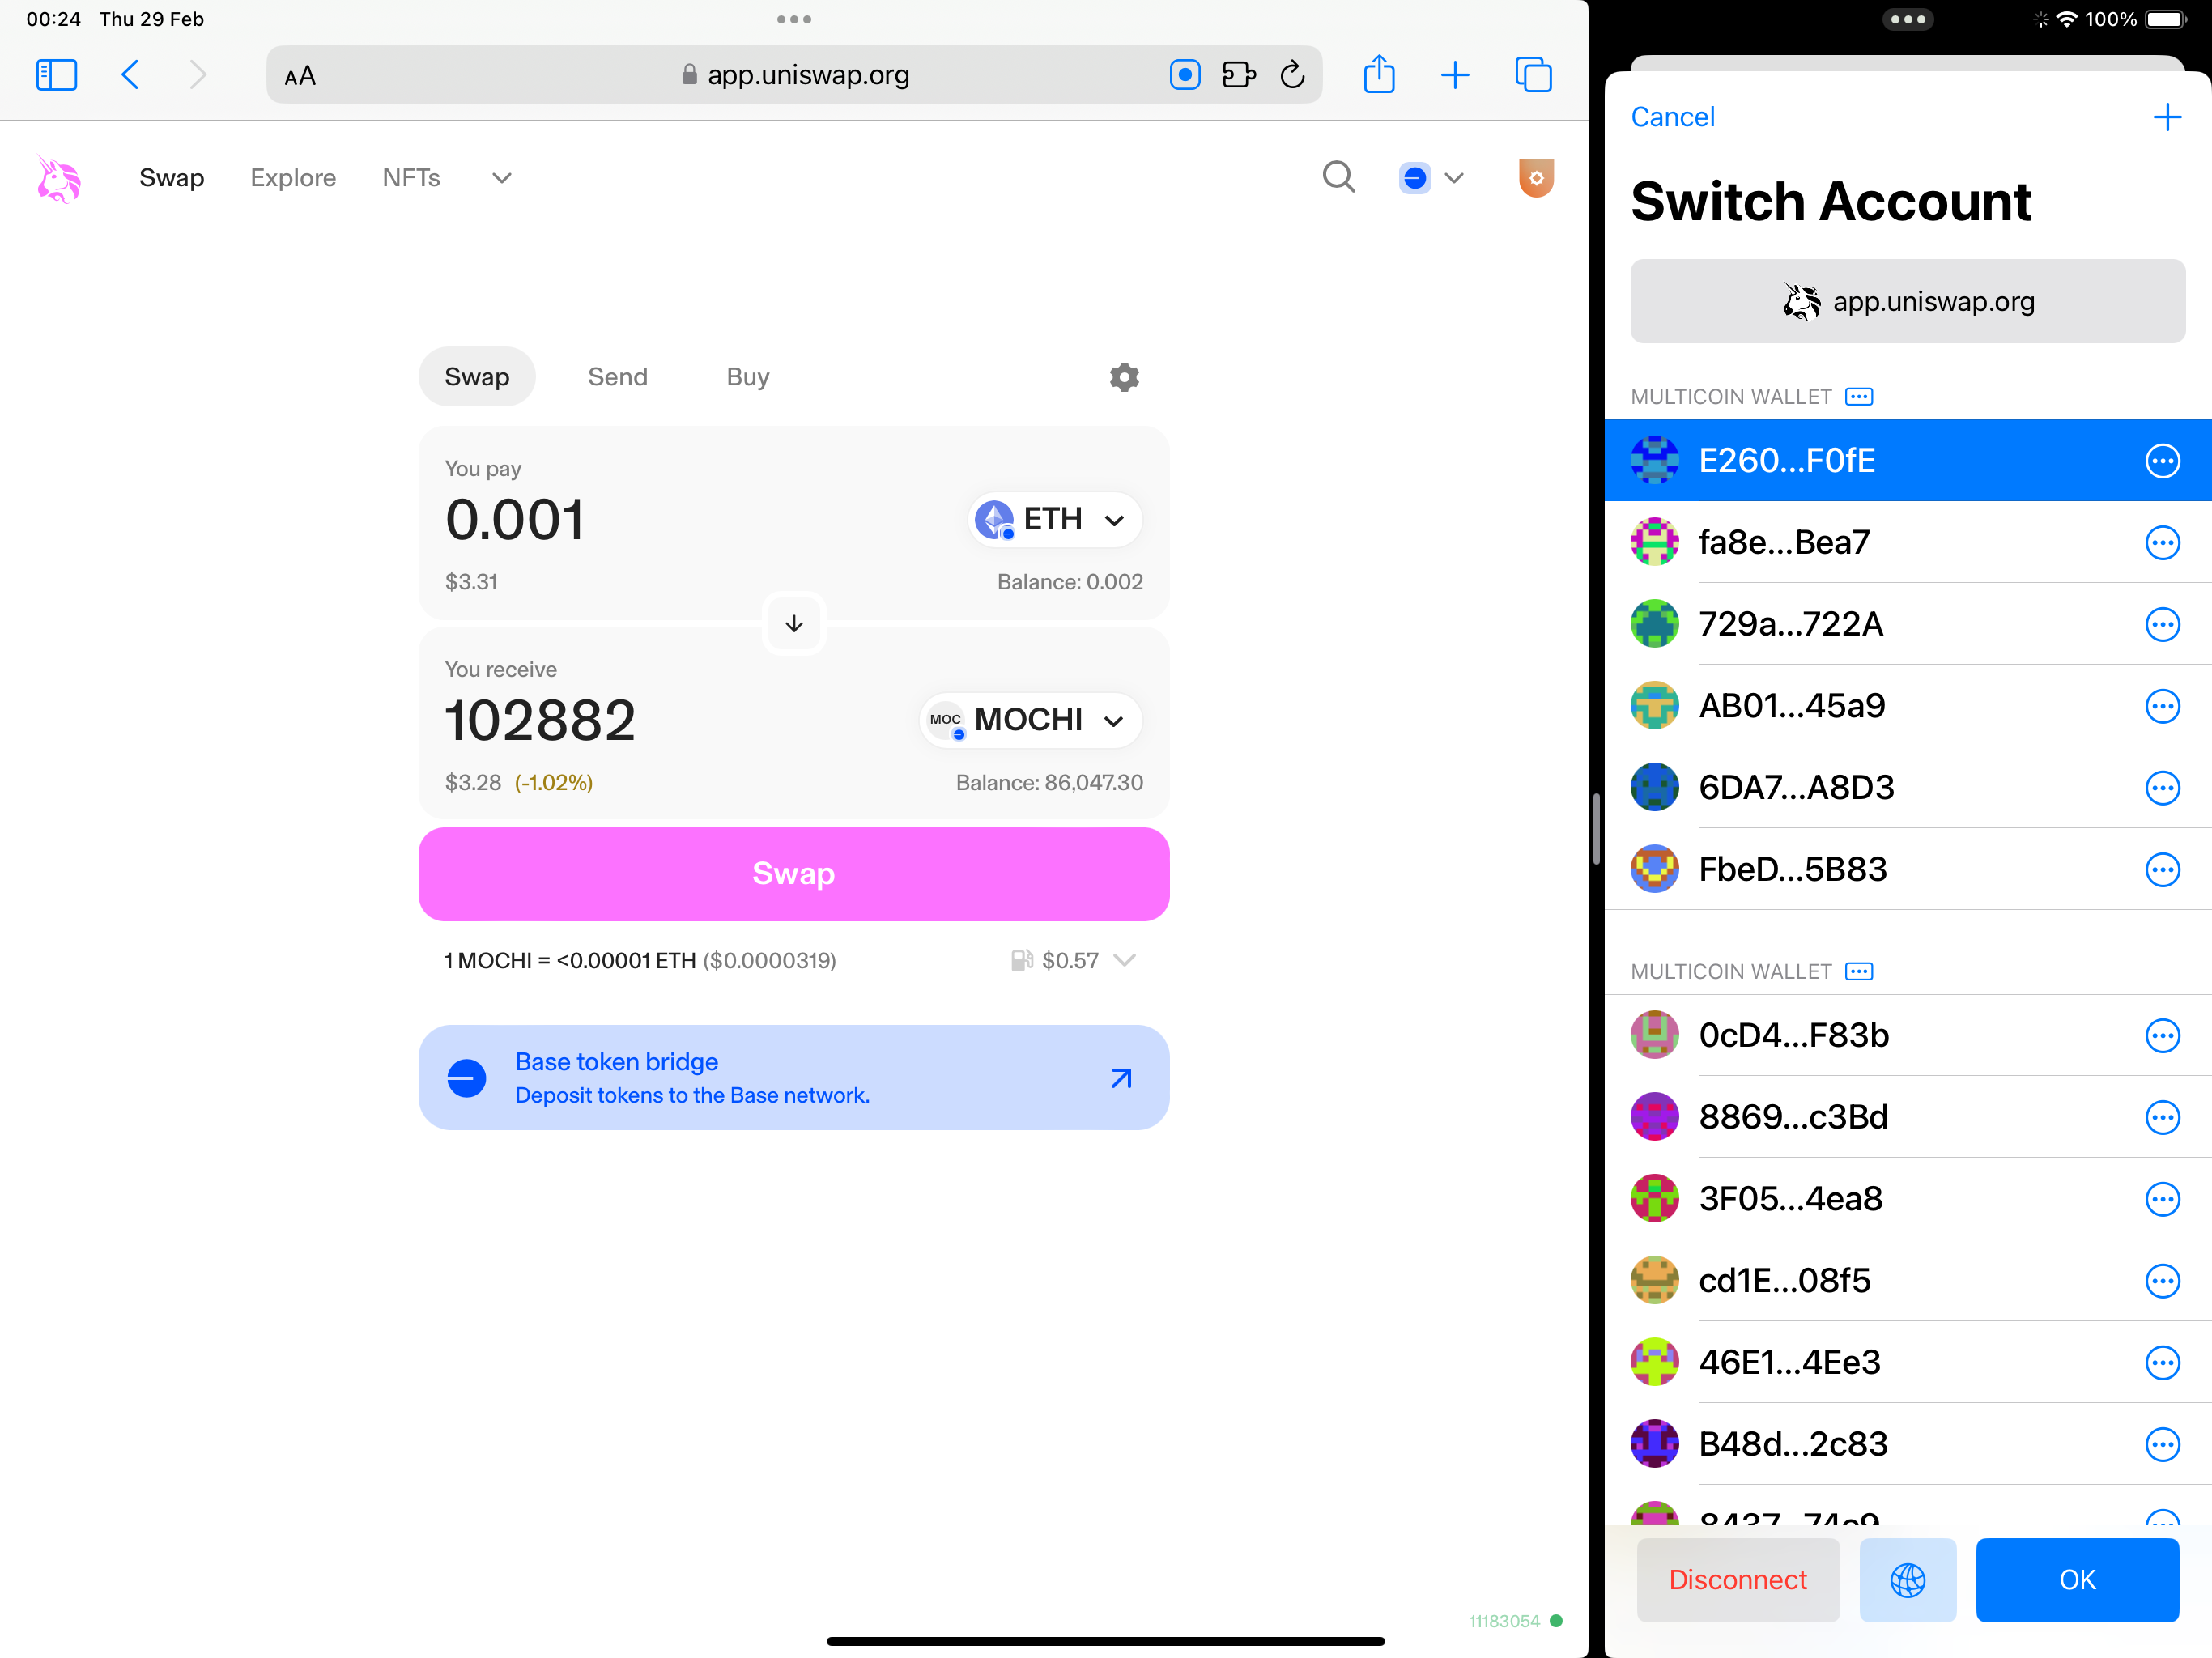 00:24 Thu 29 Feb
AA
app.uniswap.org
Swap Explore NFTs
Swap Send Buy
You pay
0.001 ETH
$3.31 Balance: 0.002
You receive
102882 MOC MOCHI
$3.28 (-1.02%) Balance: 86,047.30
Swap
1 MOCHI = <0.00001 ETH ($0.0000319) $0.57
Base token bridge
Deposit tokens to the Base network.
11183054
100%
Cancel
Switch Account
app.uniswap.org
MULTICOIN WALLET
E260...F0fE
fa8e...Bea7
729a...722A
AB01...45a9
6DA7...A8D3
FbeD...5B83
MULTICOIN WALLET
0cD4...F83b
8869...c3Bd
3F05...4ea8
cd1E...08f5
46E1...4Ee3
B48d...2c83
Disconnect OK